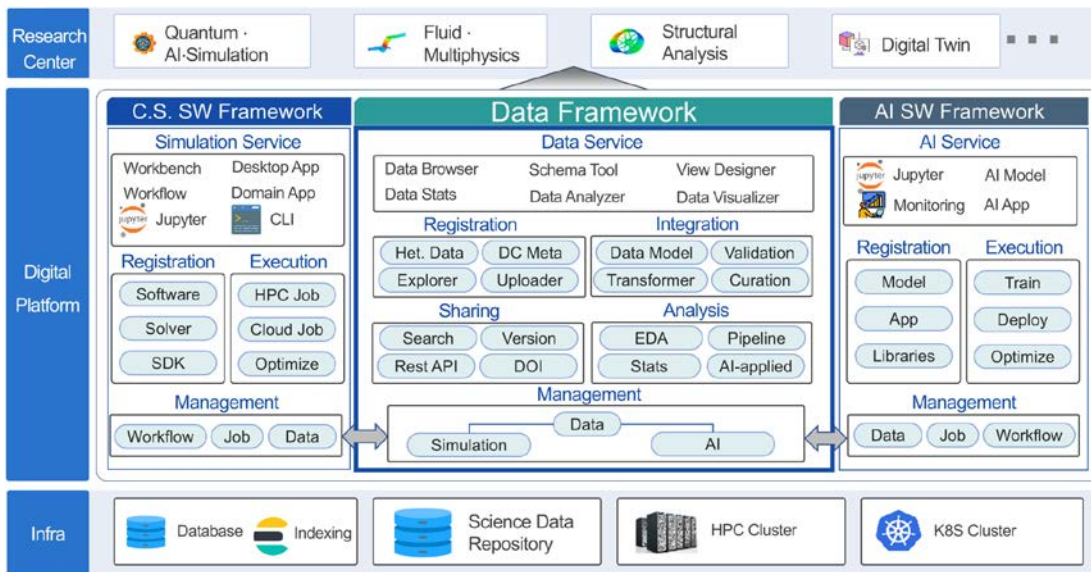 Research
Center
Quantum ·
AI·Simulation
Fluid ·
Multiphysics
Structural
Analysis
Digital Twin
Digital
Platform
C.S. SW Framework
Simulation Service
Workbench
Desktop App
Workflow
Domain App
jupyter
Jupyter
CLI
Registration
Software
Solver
SDK
Execution
HPC Job
Cloud Job
Optimize
Management
Workflow
Job
Data
Data Framework
Data Service
Data Browser
Schema Tool
View Designer
Data Stats
Data Analyzer
Data Visualizer
Registration
Het. Data
DC Meta
Explorer
Uploader
Integration
Data Model
Validation
Transformer
Curation
Sharing
Search
Version
Rest API
DOI
Analysis
EDA
Pipeline
Stats
AI-applied
Management
Data
Simulation
AI
AI SW Framework
AI Service
jupyter
Jupyter
AI Model
Monitoring
AI App
Registration
Model
App
Libraries
Execution
Train
Deploy
Optimize
Management
Data
Job
Workflow
Infra
Database
Indexing
Science Data
Repository
HPC Cluster
K8S Cluster